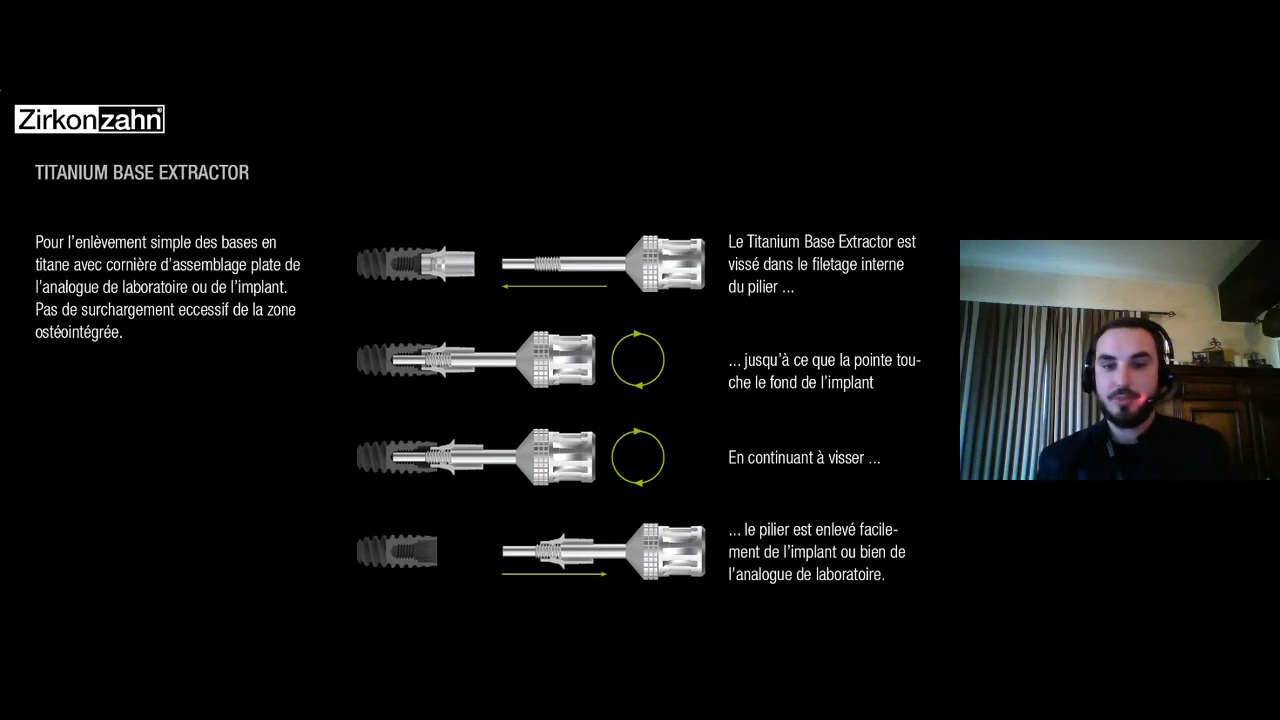 Zirkonzahn®
TITANIUM BASE EXTRACTOR
Pour l'enlèvement simple des bases en
titane avec cornière d'assemblage plate de
l'analogue de laboratoire ou de l'implant.
Pas de surchargement eccessif de la zone
ostéointégrée.
Le Titanium Base Extractor est
vissé dans le filetage interne
du pilier ...
... jusqu'à ce que la pointe tou-
che le fond de l'implant
En continuant à visser ...
... le pilier est enlevé facile-
ment de l'implant ou bien de
l'analogue de laboratoire.